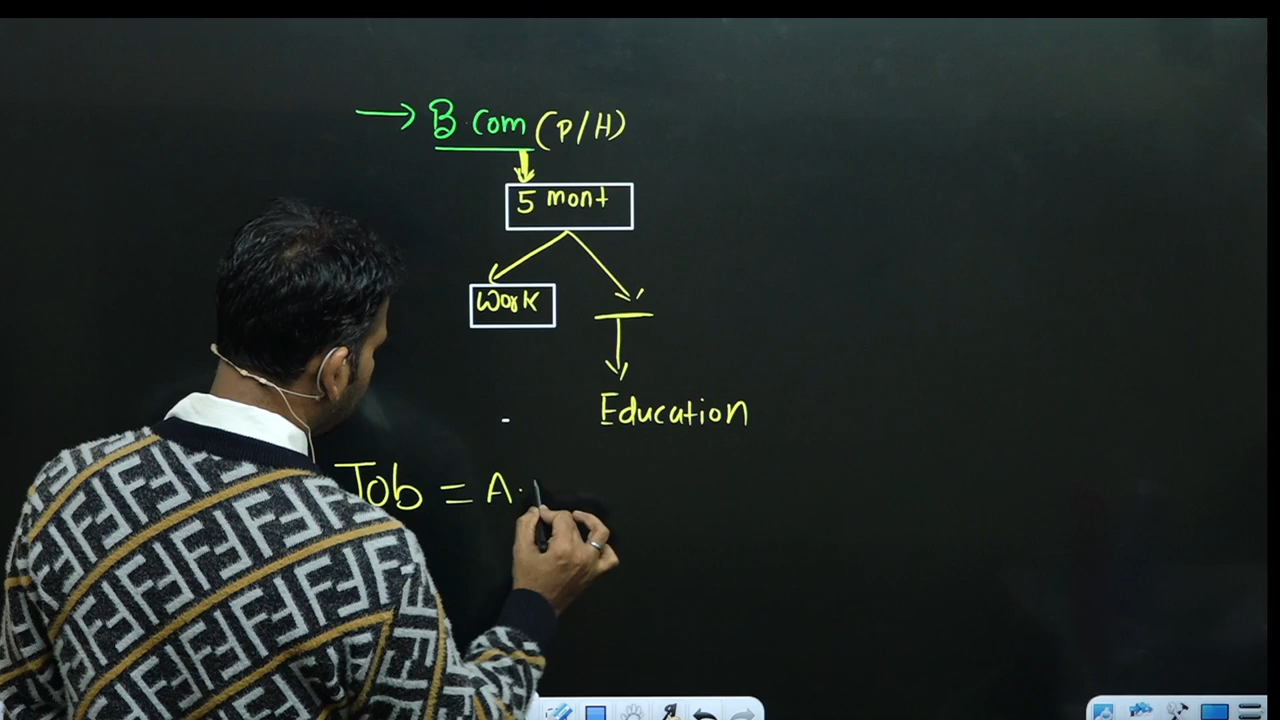 → B.com (P/H)
5 mont
Work
Education
Job = A.